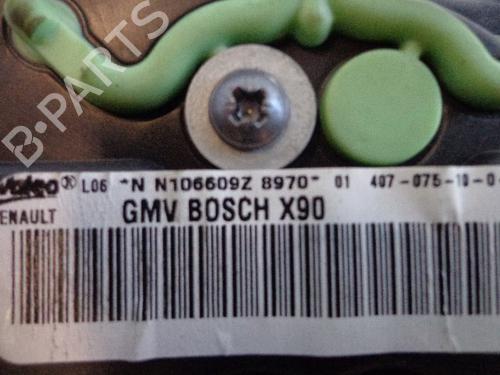 B-PARTS
Valeo® L06 "N N106609Z 8970" 01 407-075-10-0
RENAULT GMV BOSCH X90